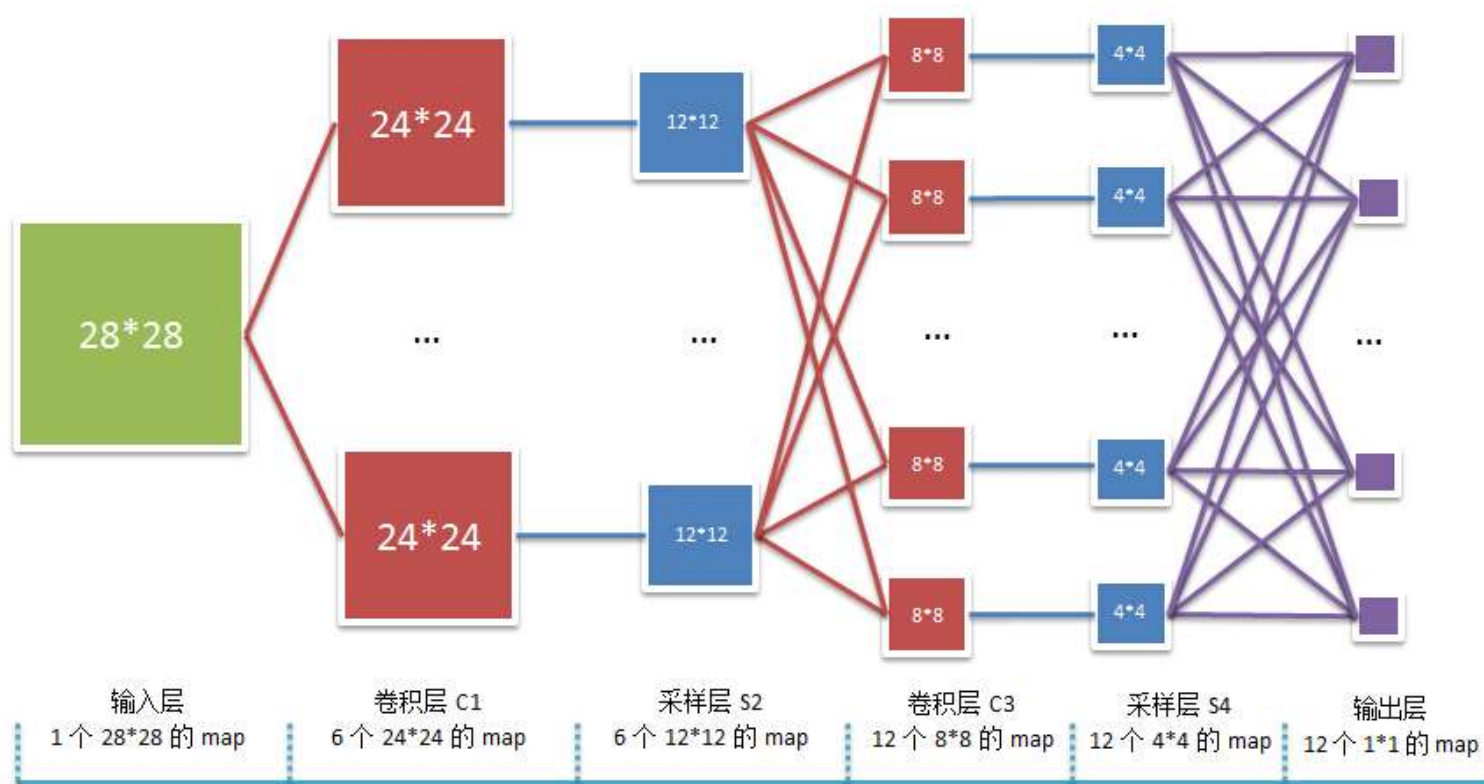 28*28
24*24
...
24*24
12*12
...
12*12
8*8
8*8
...
8*8
8*8
4*4
4*4
...
4*4
4*4
...
输入层
1 个 28*28 的 map
卷积层 C1
6 个 24*24 的 map
采样层 S2
6 个 12*12 的 map
卷积层 C3
12 个 8*8 的 map
采样层 S4
12 个 4*4 的 map
输出层
12 个 1*1 的 map